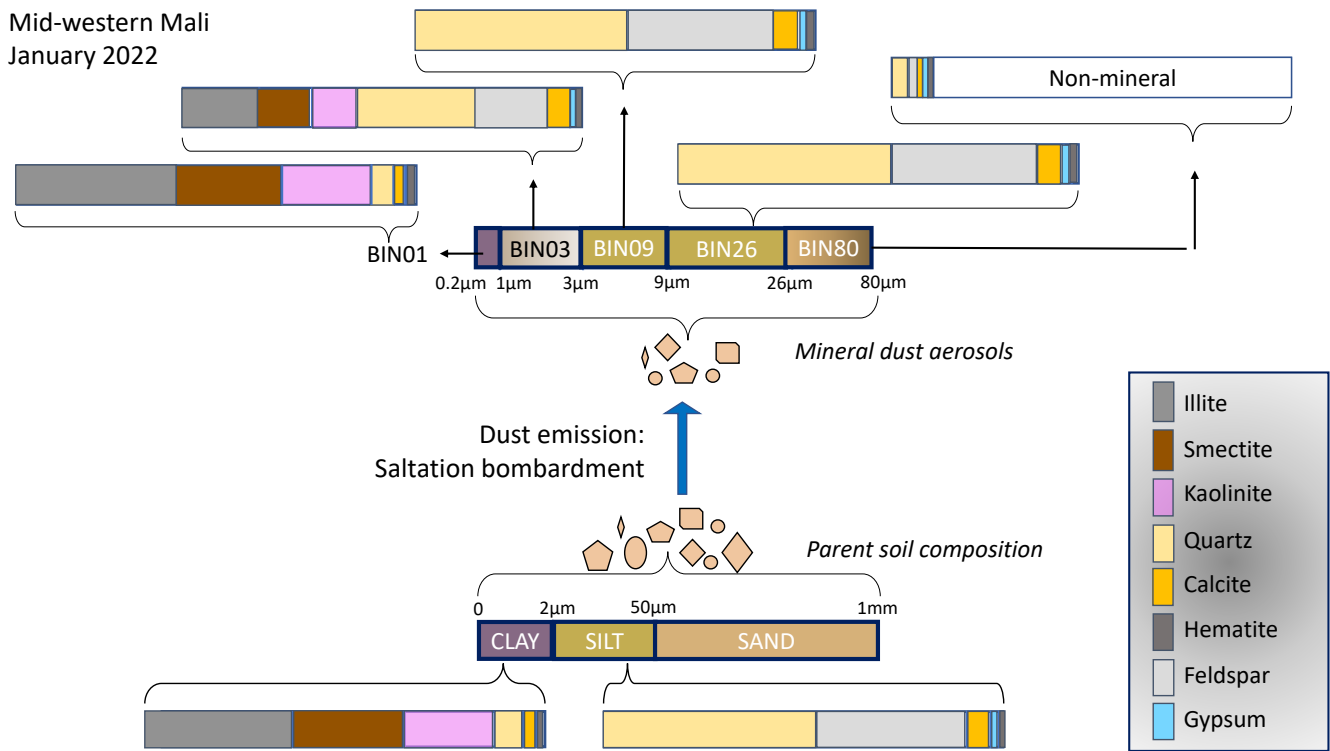 Mid-western Mali
January 2022
Non-mineral
BIN01
BIN03
BIN09
BIN26
BIN80
0.2µm
1µm
3µm
9µm
26µm
80µm
Mineral dust aerosols
Dust emission:
Saltation bombardment
Parent soil composition
0
2µm
50µm
1mm
CLAY
SILT
SAND
Illite
Smectite
Kaolinite
Quartz
Calcite
Hematite
Feldspar
Gypsum